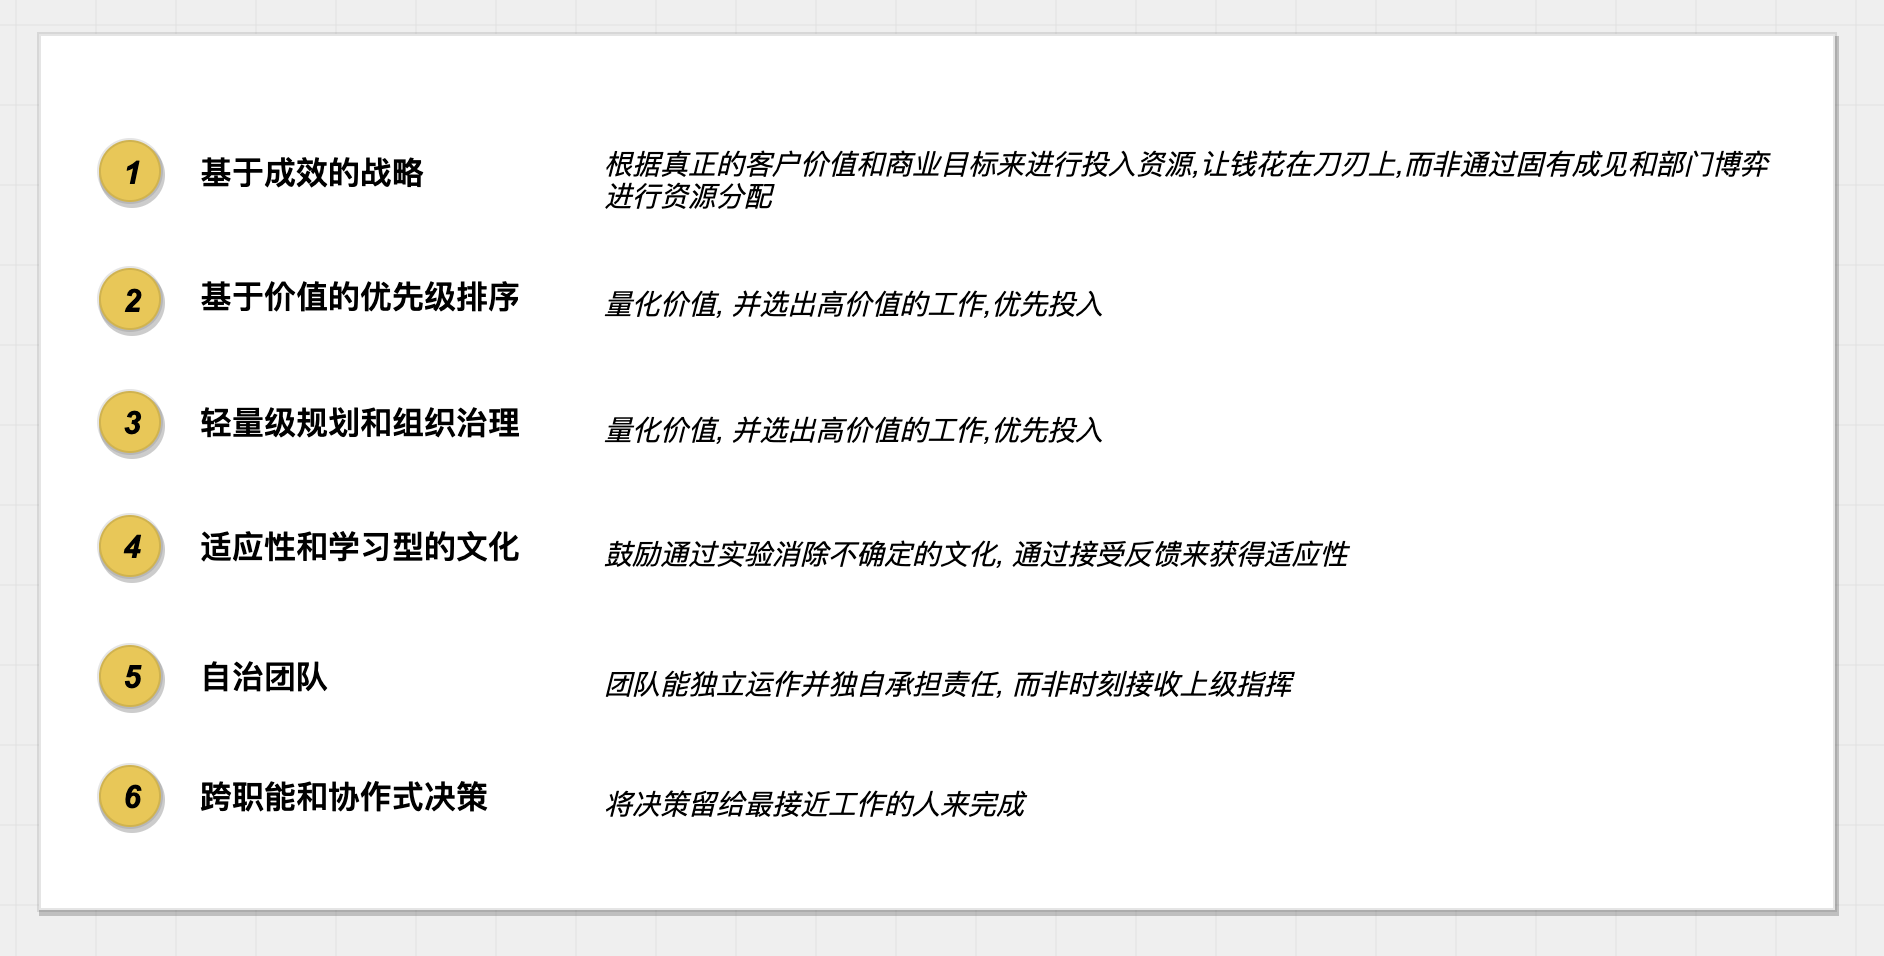 1 基于成效的战略 根据真正的客户价值和商业目标来进行投入资源,让钱花在刀刃上,而非通过固有成见和部门博弈
进行资源分配
2 基于价值的优先级排序 量化价值, 并选出高价值的工作,优先投入
3 轻量级规划和组织治理 量化价值, 并选出高价值的工作,优先投入
4 适应性和学习型的文化 鼓励通过实验消除不确定的文化, 通过接受反馈来获得适应性
5 自治团队 团队能独立运作并独自承担责任, 而非时刻接收上级指挥
6 跨职能和协作式决策 将决策留给最接近工作的人来完成